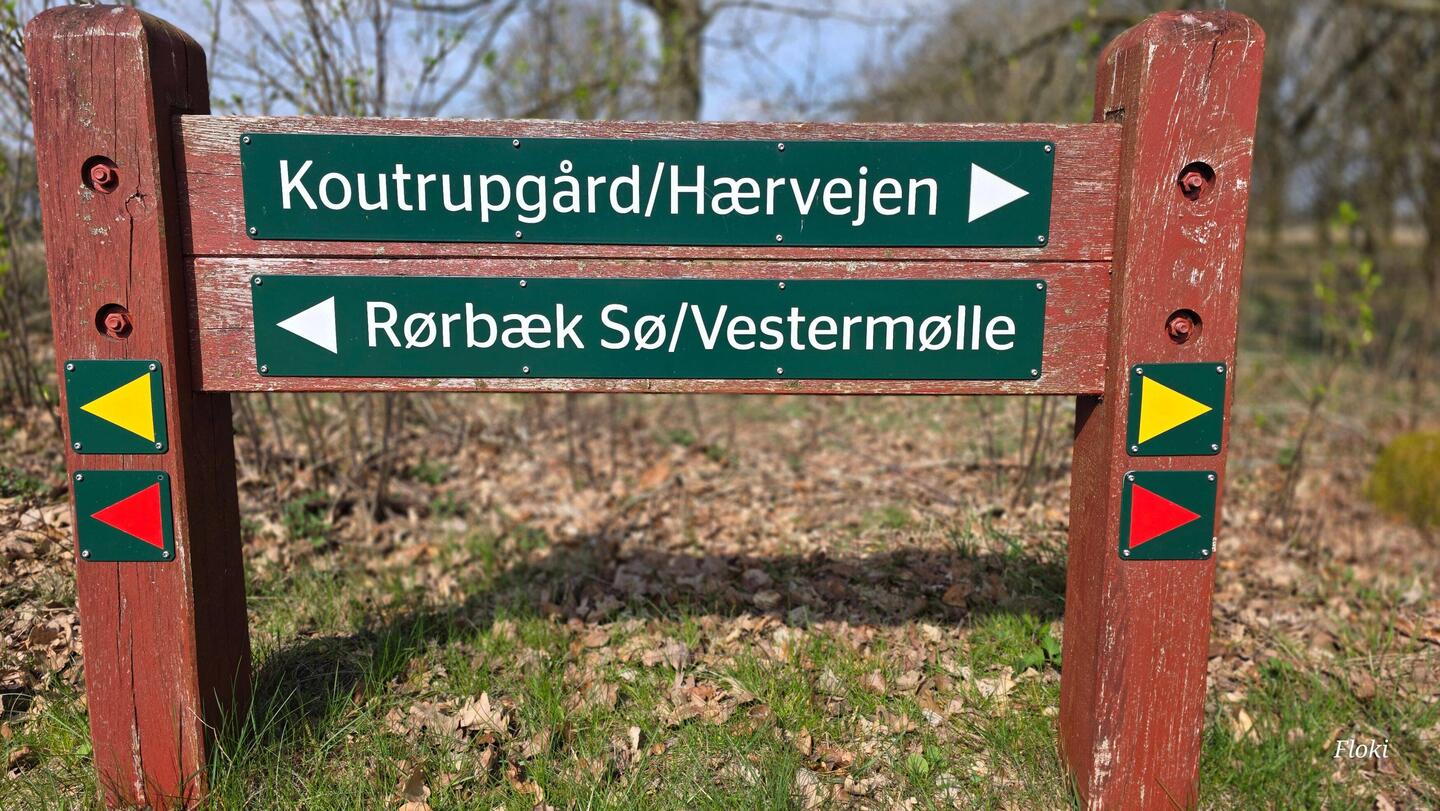 Koutrupgård/Hærvejen
Rørbæk Sø/Vestermølle
Floki